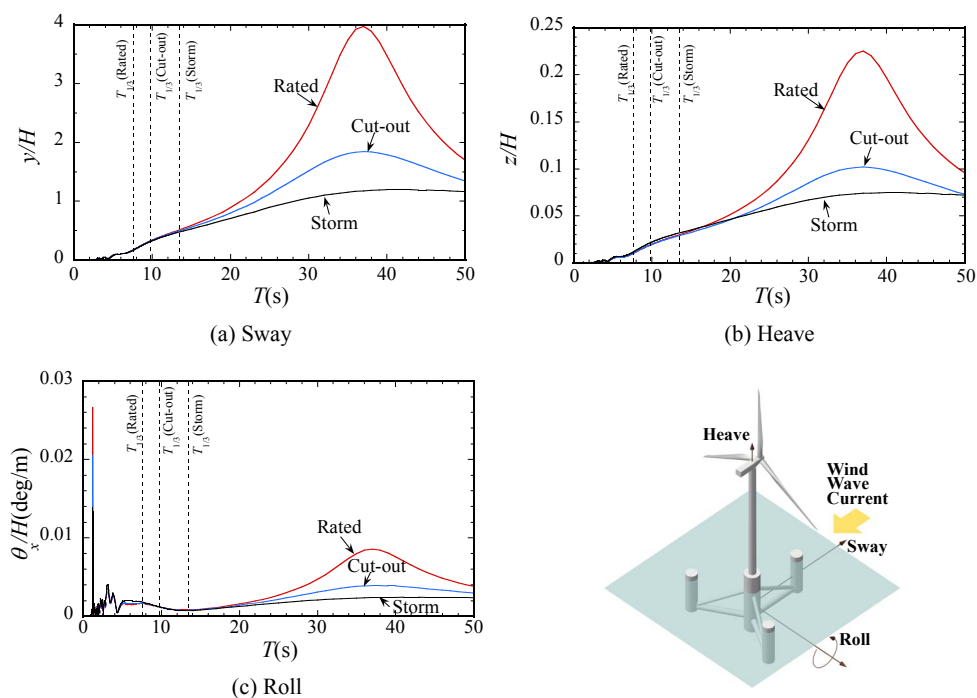 4
3
2
1
0
y/H
0 10 20 30 40 50
T(s)
T1/3(Rated)
T1/3(Cut-out)
T1/3(Storm)
Rated
Cut-out
Storm
(a) Sway
0.25
0.20
0.15
0.10
0.05
0
z/H
0 10 20 30 40 50
T(s)
T1/3(Rated)
T1/3(Cut-out)
T1/3(Storm)
Rated
Cut-out
Storm
(b) Heave
0.03
0.02
0.01
0
θx/H(deg/m)
0 10 20 30 40 50
T(s)
T1/3(Rated)
T1/3(Cut-out)
T1/3(Storm)
Rated
Cut-out
Storm
(c) Roll
Heave
Wind
Wave
Current
Sway
Roll